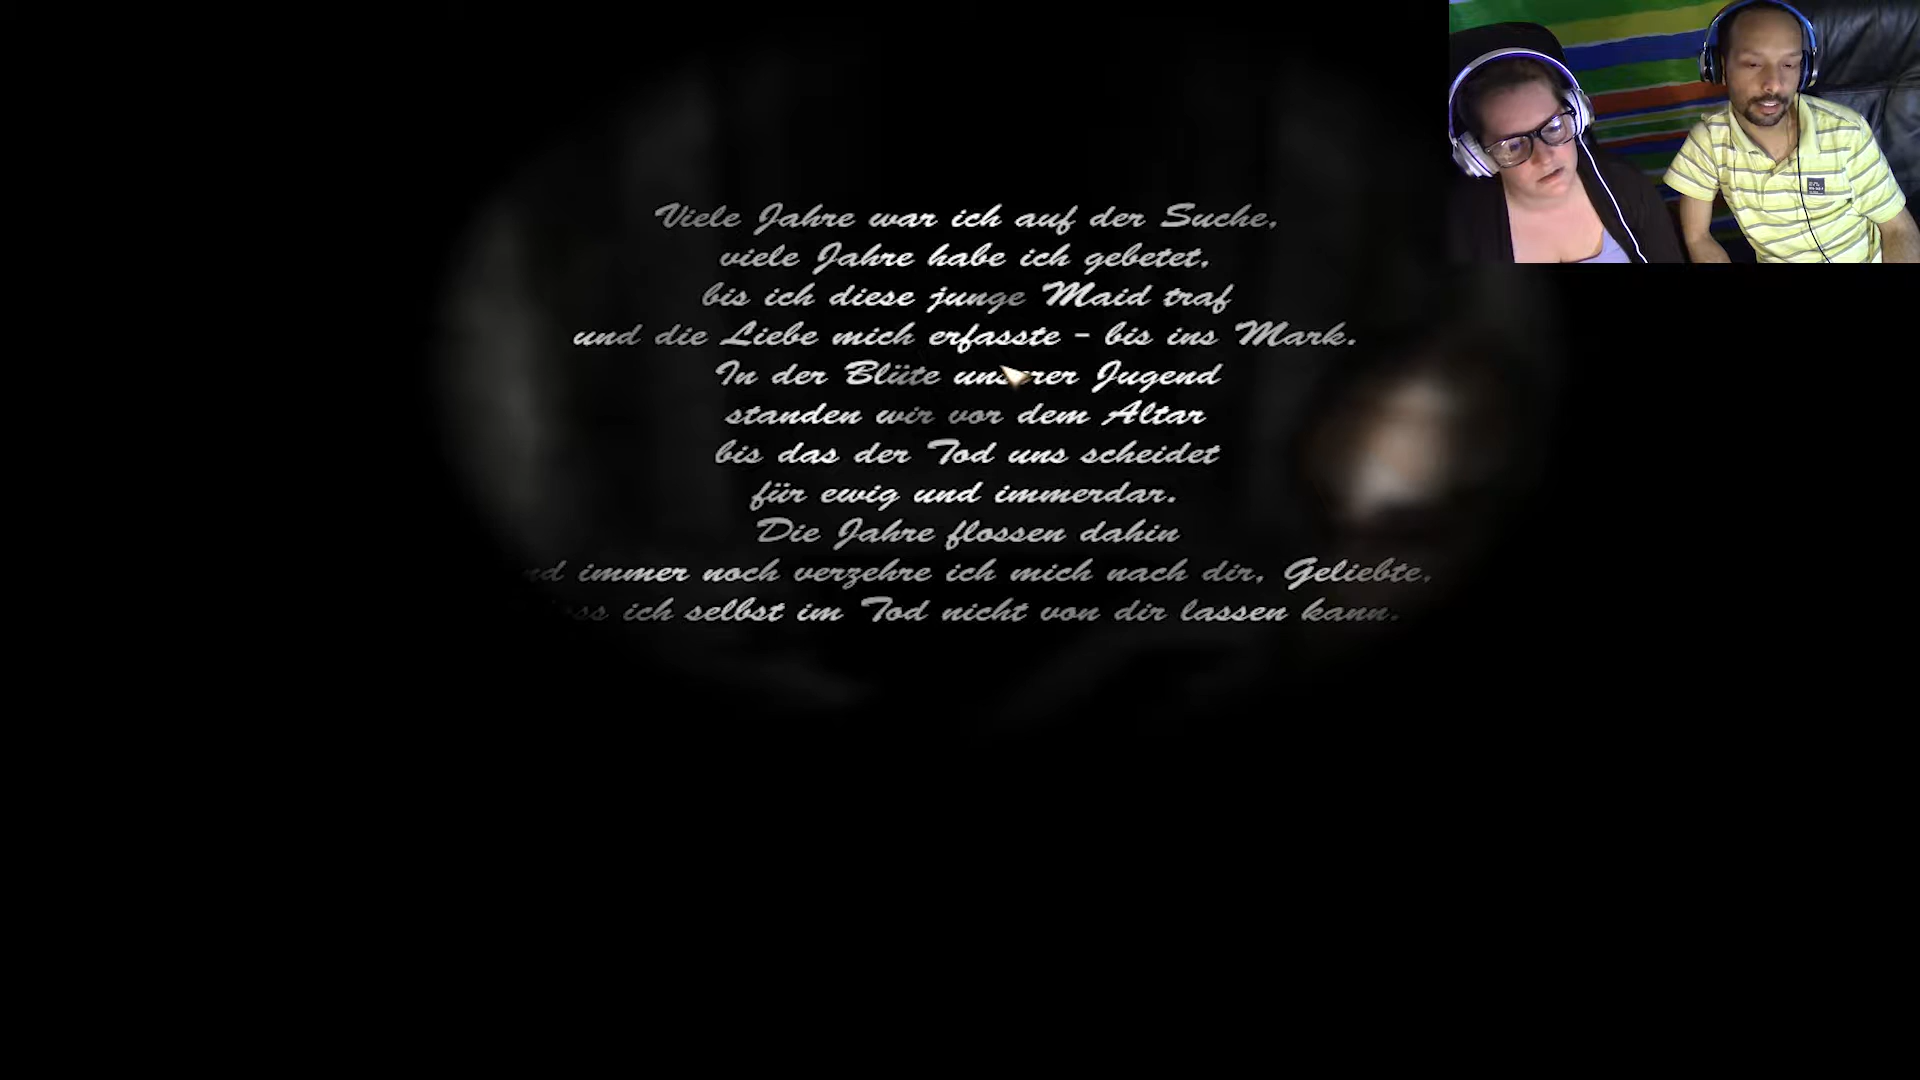 Viele Jahre war ich auf der Suche,
viele Jahre habe ich gebetet,
bis ich diese junge Maid traf
und die Liebe mich erfasste - bis ins Mark.
In der Blüte unserer Jugend
standen wir vor dem Altar
bis das der Tod uns scheidet
für ewig und immerdar.
Die Jahre flossen dahin
immer noch verzehre ich mich nach dir, Geliebte,
ich selbst im Tod nicht von dir lassen kann.